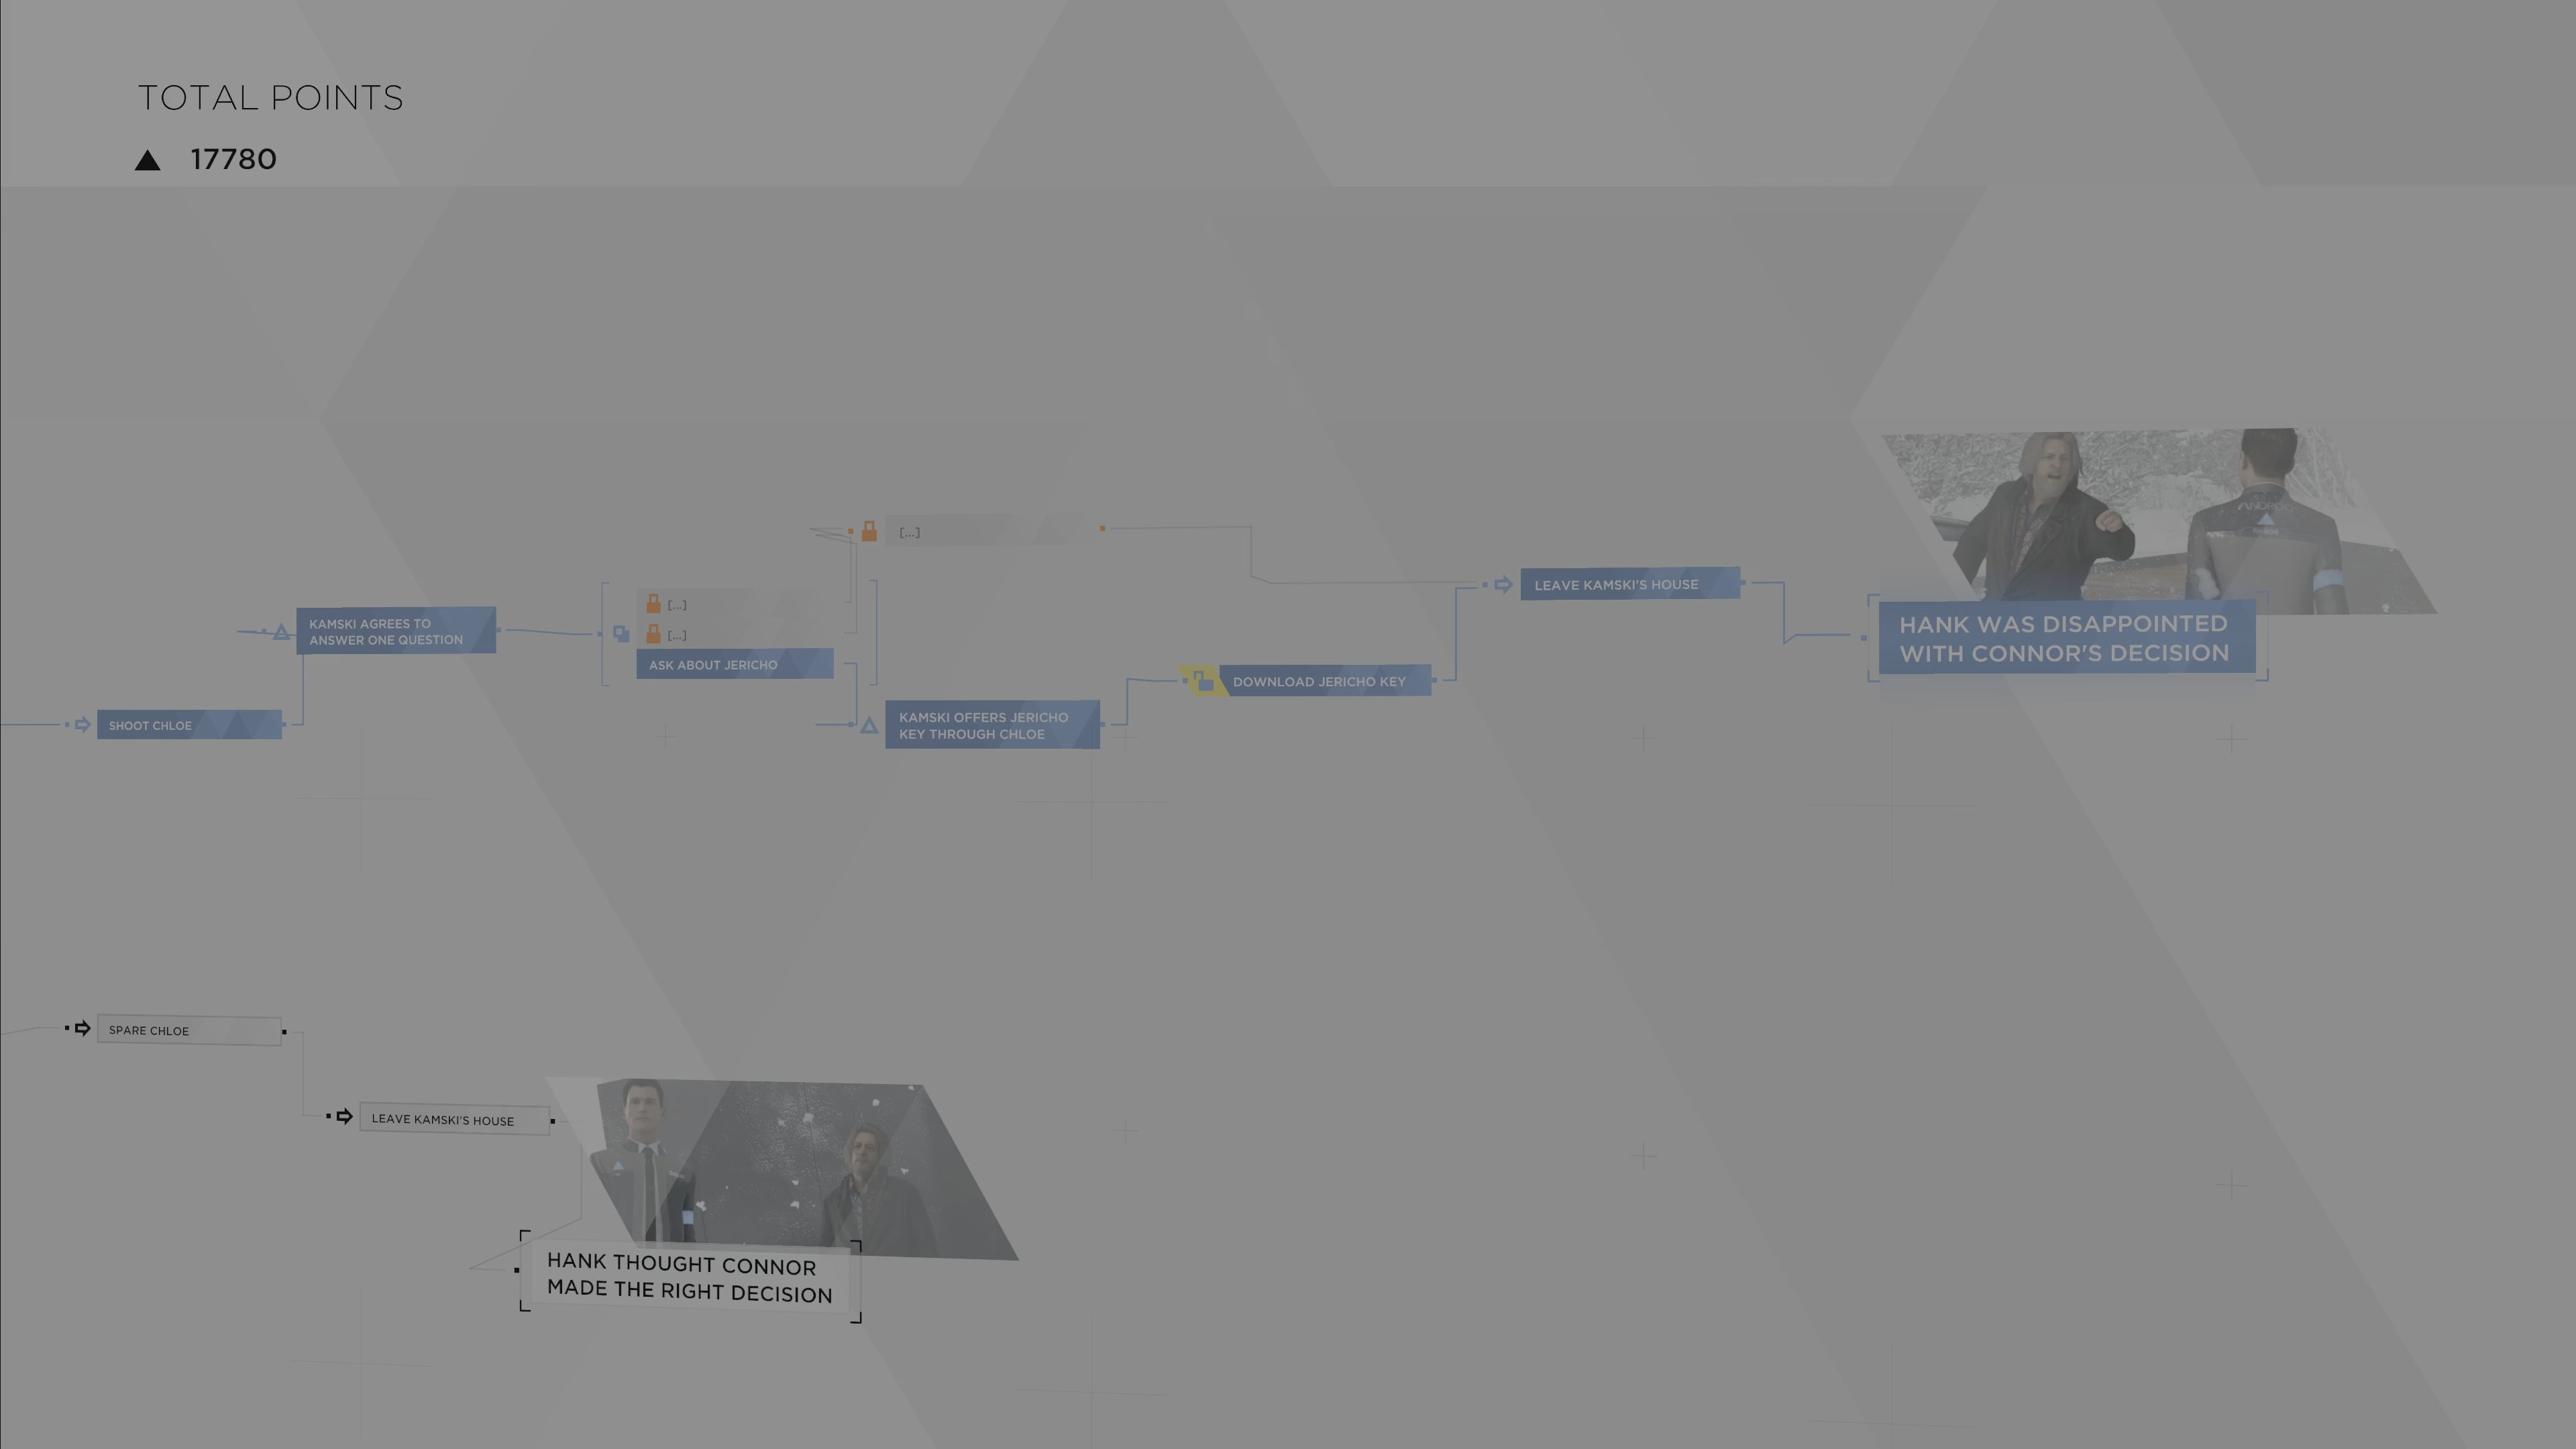 TOTAL POINTS
17780
[...]
LEAVE KAMSKI'S HOUSE
[...]
KAMSKI AGREES TO
ANSWER ONE QUESTION
[...]
ASK ABOUT JERICHO
HANK WAS DISAPPOINTED
WITH CONNOR'S DECISION
DOWNLOAD JERICHO KEY
SHOOT CHLOE
KAMSKI OFFERS JERICHO
KEY THROUGH CHLOE
SPARE CHLOE
LEAVE KAMSKI'S HOUSE
HANK THOUGHT CONNOR
MADE THE RIGHT DECISION